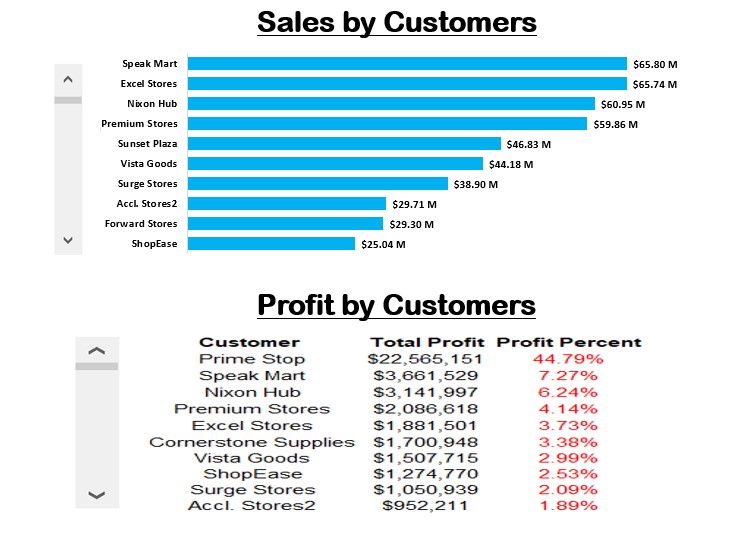 Sales by Customers
Speak Mart $65.80 M
Excel Stores $65.74 M
Nixon Hub $60.95 M
Premium Stores $59.86 M
Sunset Plaza $46.83 M
Vista Goods $44.18 M
Surge Stores $38.90 M
Accl. Stores2 $29.71 M
Forward Stores $29.30 M
ShopEase $25.04 M
Profit by Customers
Customer Total Profit Profit Percent
Prime Stop $22,565,151 44.79%
Speak Mart $3,661,529 7.27%
Nixon Hub $3,141,997 6.24%
Premium Stores $2,086,618 4.14%
Excel Stores $1,881,501 3.73%
Cornerstone Supplies $1,700,948 3.38%
Vista Goods $1,507,715 2.99%
ShopEase $1,274,770 2.53%
Surge Stores $1,050,939 2.09%
Accl. Stores2 $952,211 1.89%